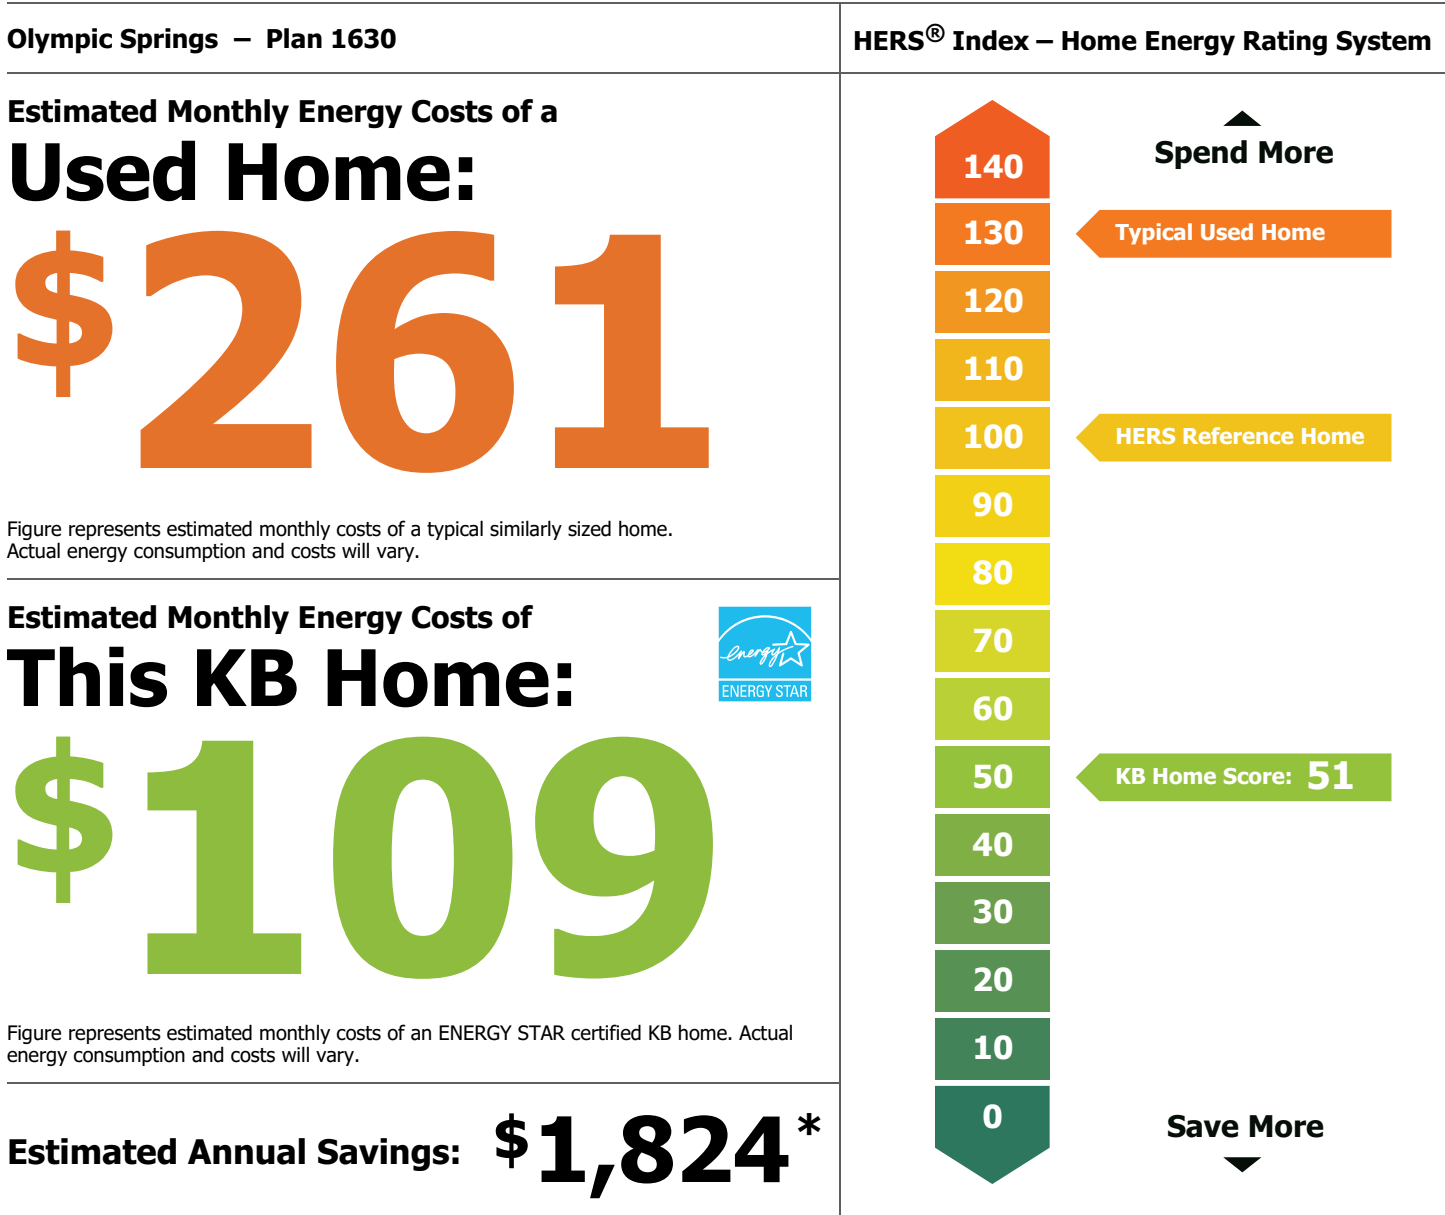 Olympic Springs – Plan 1630
Estimated Monthly Energy Costs of a
Used Home:
$261
Figure represents estimated monthly costs of a typical similarly sized home.
Actual energy consumption and costs will vary.
Estimated Monthly Energy Costs of
This KB Home:
energy
ENERGY STAR
$109
Figure represents estimated monthly costs of an ENERGY STAR certified KB home. Actual
energy consumption and costs will vary.
Estimated Annual Savings: $1,824*
HERS® Index – Home Energy Rating System
Spend More
140
130 Typical Used Home
120
110
100 HERS Reference Home
90
80
70
60
50 KB Home Score: 51
40
30
20
10
0
Save More